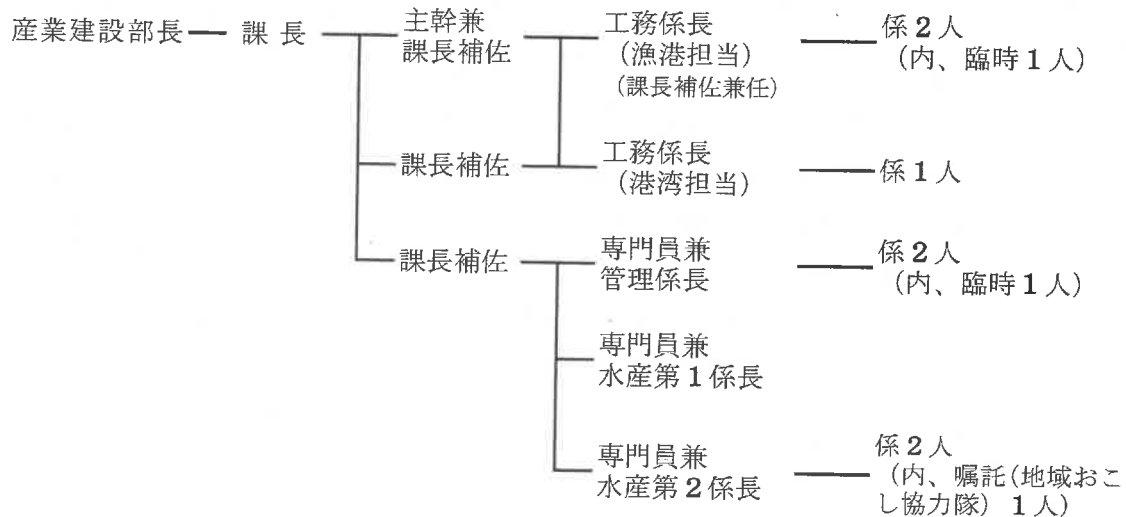 産業建設部長 課長 主幹兼 課長補佐 工務係長 (漁港担当) (課長補佐兼任) 係2人 (内、臨時1人)
課長補佐 工務係長 (港湾担当) 係1人
課長補佐 専門員兼 管理係長 係2人 (内、臨時1人)
専門員兼 水産第1係長
専門員兼 水産第2係長 係2人 (内、嘱託(地域おこし協力隊) 1人)